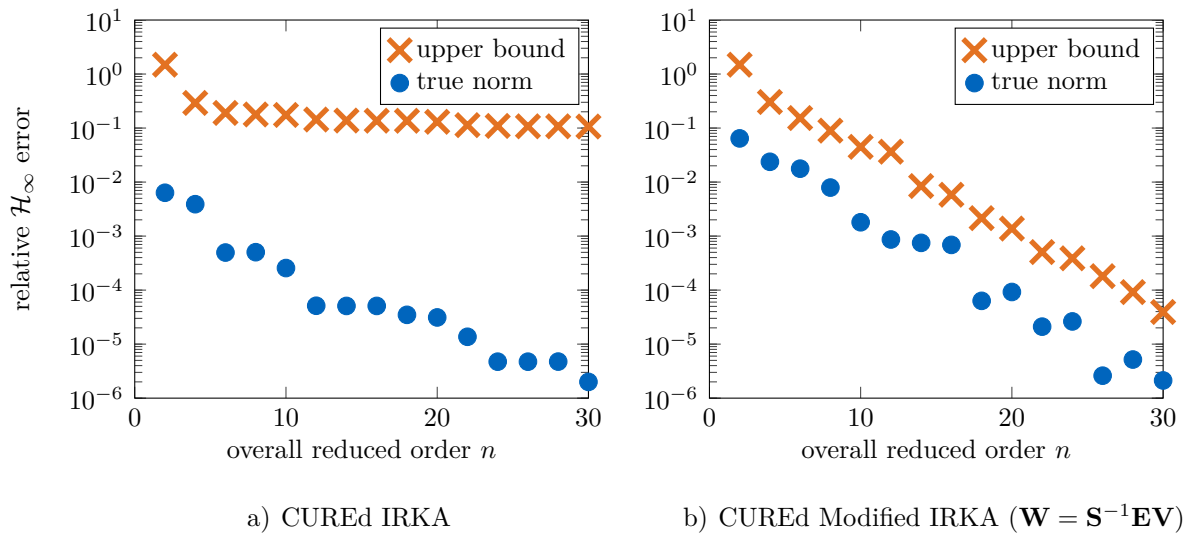 10^1
10^0
10^−1
10^−2
10^−3
10^−4
10^−5
10^−6
relative H∞ error
0 10 20 30
overall reduced order n
upper bound
true norm
a) CUREd IRKA
10^1
10^0
10^−1
10^−2
10^−3
10^−4
10^−5
10^−6
0 10 20 30
overall reduced order n
upper bound
true norm
b) CUREd Modified IRKA (W = S^−1EV)